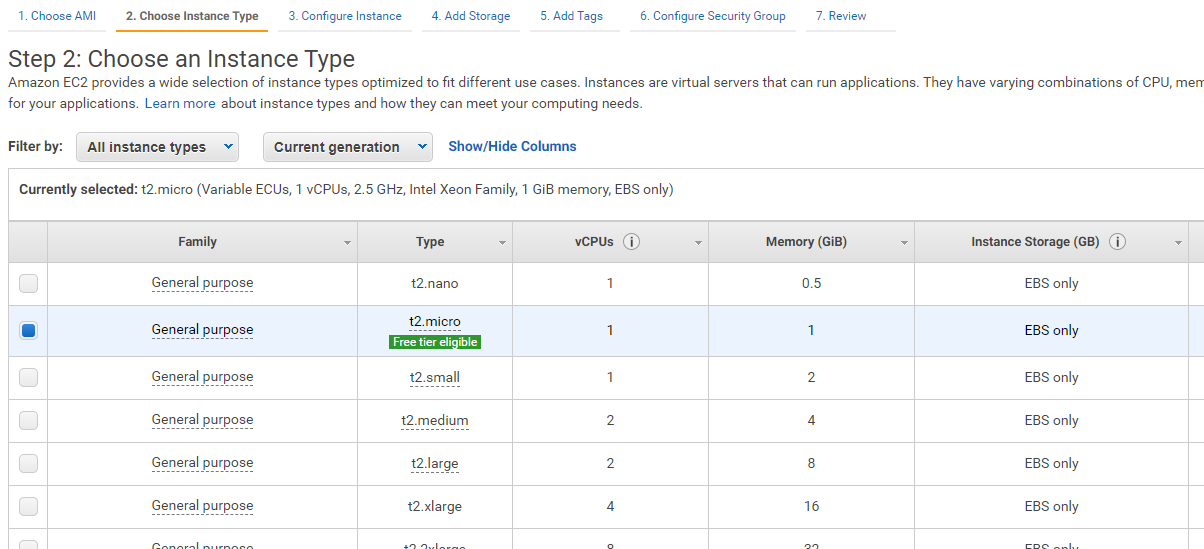 1. Choose AMI 2. Choose Instance Type 3. Configure Instance 4. Add Storage 5. Add Tags 6. Configure Security Group 7. Review
Step 2: Choose an Instance Type
Amazon EC2 provides a wide selection of instance types optimized to fit different use cases. Instances are virtual servers that can run applications. They have varying combinations of CPU, mem
for your applications. Learn more about instance types and how they can meet your computing needs.
Filter by: All instance types Current generation Show/Hide Columns
Currently selected: t2.micro (Variable ECUs, 1 vCPUs, 2.5 GHz, Intel Xeon Family, 1 GiB memory, EBS only)
Family Type vCPUs i Memory (GiB) Instance Storage (GB) i
General purpose t2.nano 1 0.5 EBS only
General purpose t2.micro 1 1 EBS only
Free tier eligible
General purpose t2.small 1 2 EBS only
General purpose t2.medium 2 4 EBS only
General purpose t2.large 2 8 EBS only
General purpose t2.xlarge 4 16 EBS only
General purpose t2.2xlarge 8 32 EBS only